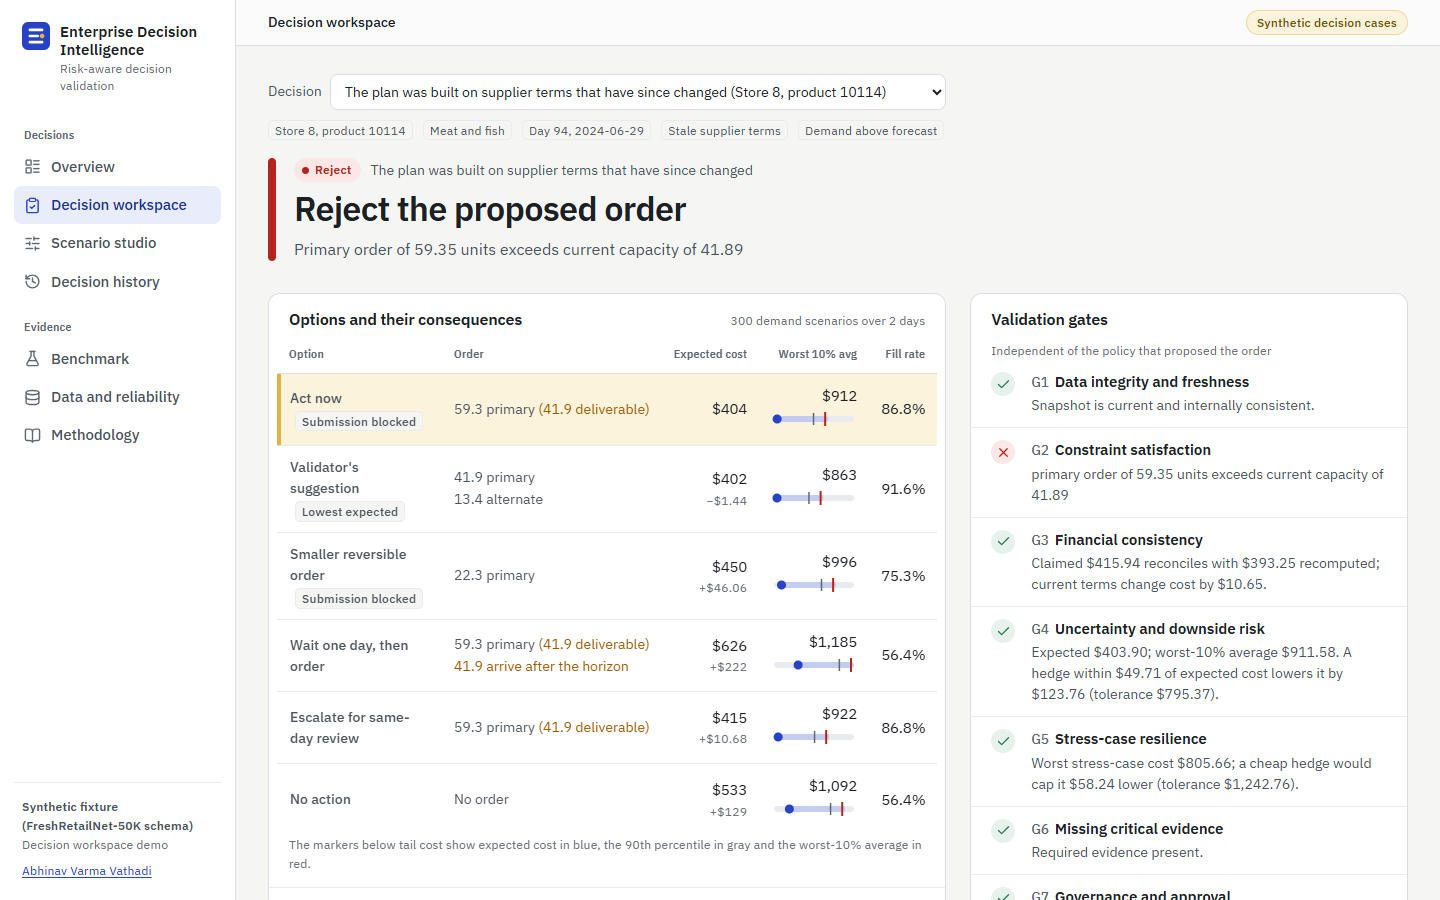 Enterprise Decision
Intelligence
Risk-aware decision
validation
Decisions
Overview
Decision workspace
Scenario studio
Decision history
Evidence
Benchmark
Data and reliability
Methodology
Synthetic fixture
(FreshRetailNet-50K schema)
Decision workspace demo
Abhinav Varma Vathadi
Decision workspace
Synthetic decision cases
Decision
The plan was built on supplier terms that have since changed (Store 8, product 10114)
Store 8, product 10114
Meat and fish
Day 94, 2024-06-29
Stale supplier terms
Demand above forecast
Reject
The plan was built on supplier terms that have since changed
Reject the proposed order
Primary order of 59.35 units exceeds current capacity of 41.89
Options and their consequences
300 demand scenarios over 2 days
Option Order Expected cost Worst 10% avg Fill rate
Act now
Submission blocked
59.3 primary (41.9 deliverable)
$404
$912
86.8%
Validator's
suggestion
Lowest expected
41.9 primary
13.4 alternate
$402
−$1.44
$863
91.6%
Smaller reversible
order
Submission blocked
22.3 primary
$450
+$46.06
$996
75.3%
Wait one day, then
order
59.3 primary (41.9 deliverable)
41.9 arrive after the horizon
$626
+$222
$1,185
56.4%
Escalate for same-
day review
59.3 primary (41.9 deliverable)
$415
+$10.68
$922
86.8%
No action
No order
$533
+$129
$1,092
56.4%
The markers below tail cost show expected cost in blue, the 90th percentile in gray and the worst-10% average in
red.
Validation gates
Independent of the policy that proposed the order
G1 Data integrity and freshness
Snapshot is current and internally consistent.
G2 Constraint satisfaction
primary order of 59.35 units exceeds current capacity of
41.89
G3 Financial consistency
Claimed $415.94 reconciles with $393.25 recomputed;
current terms change cost by $10.65.
G4 Uncertainty and downside risk
Expected $403.90; worst-10% average $911.58. A
hedge within $49.71 of expected cost lowers it by
$123.76 (tolerance $795.37).
G5 Stress-case resilience
Worst stress-case cost $805.66; a cheap hedge would
cap it $58.24 lower (tolerance $1,242.76).
G6 Missing critical evidence
Required evidence present.
G7 Governance and approval